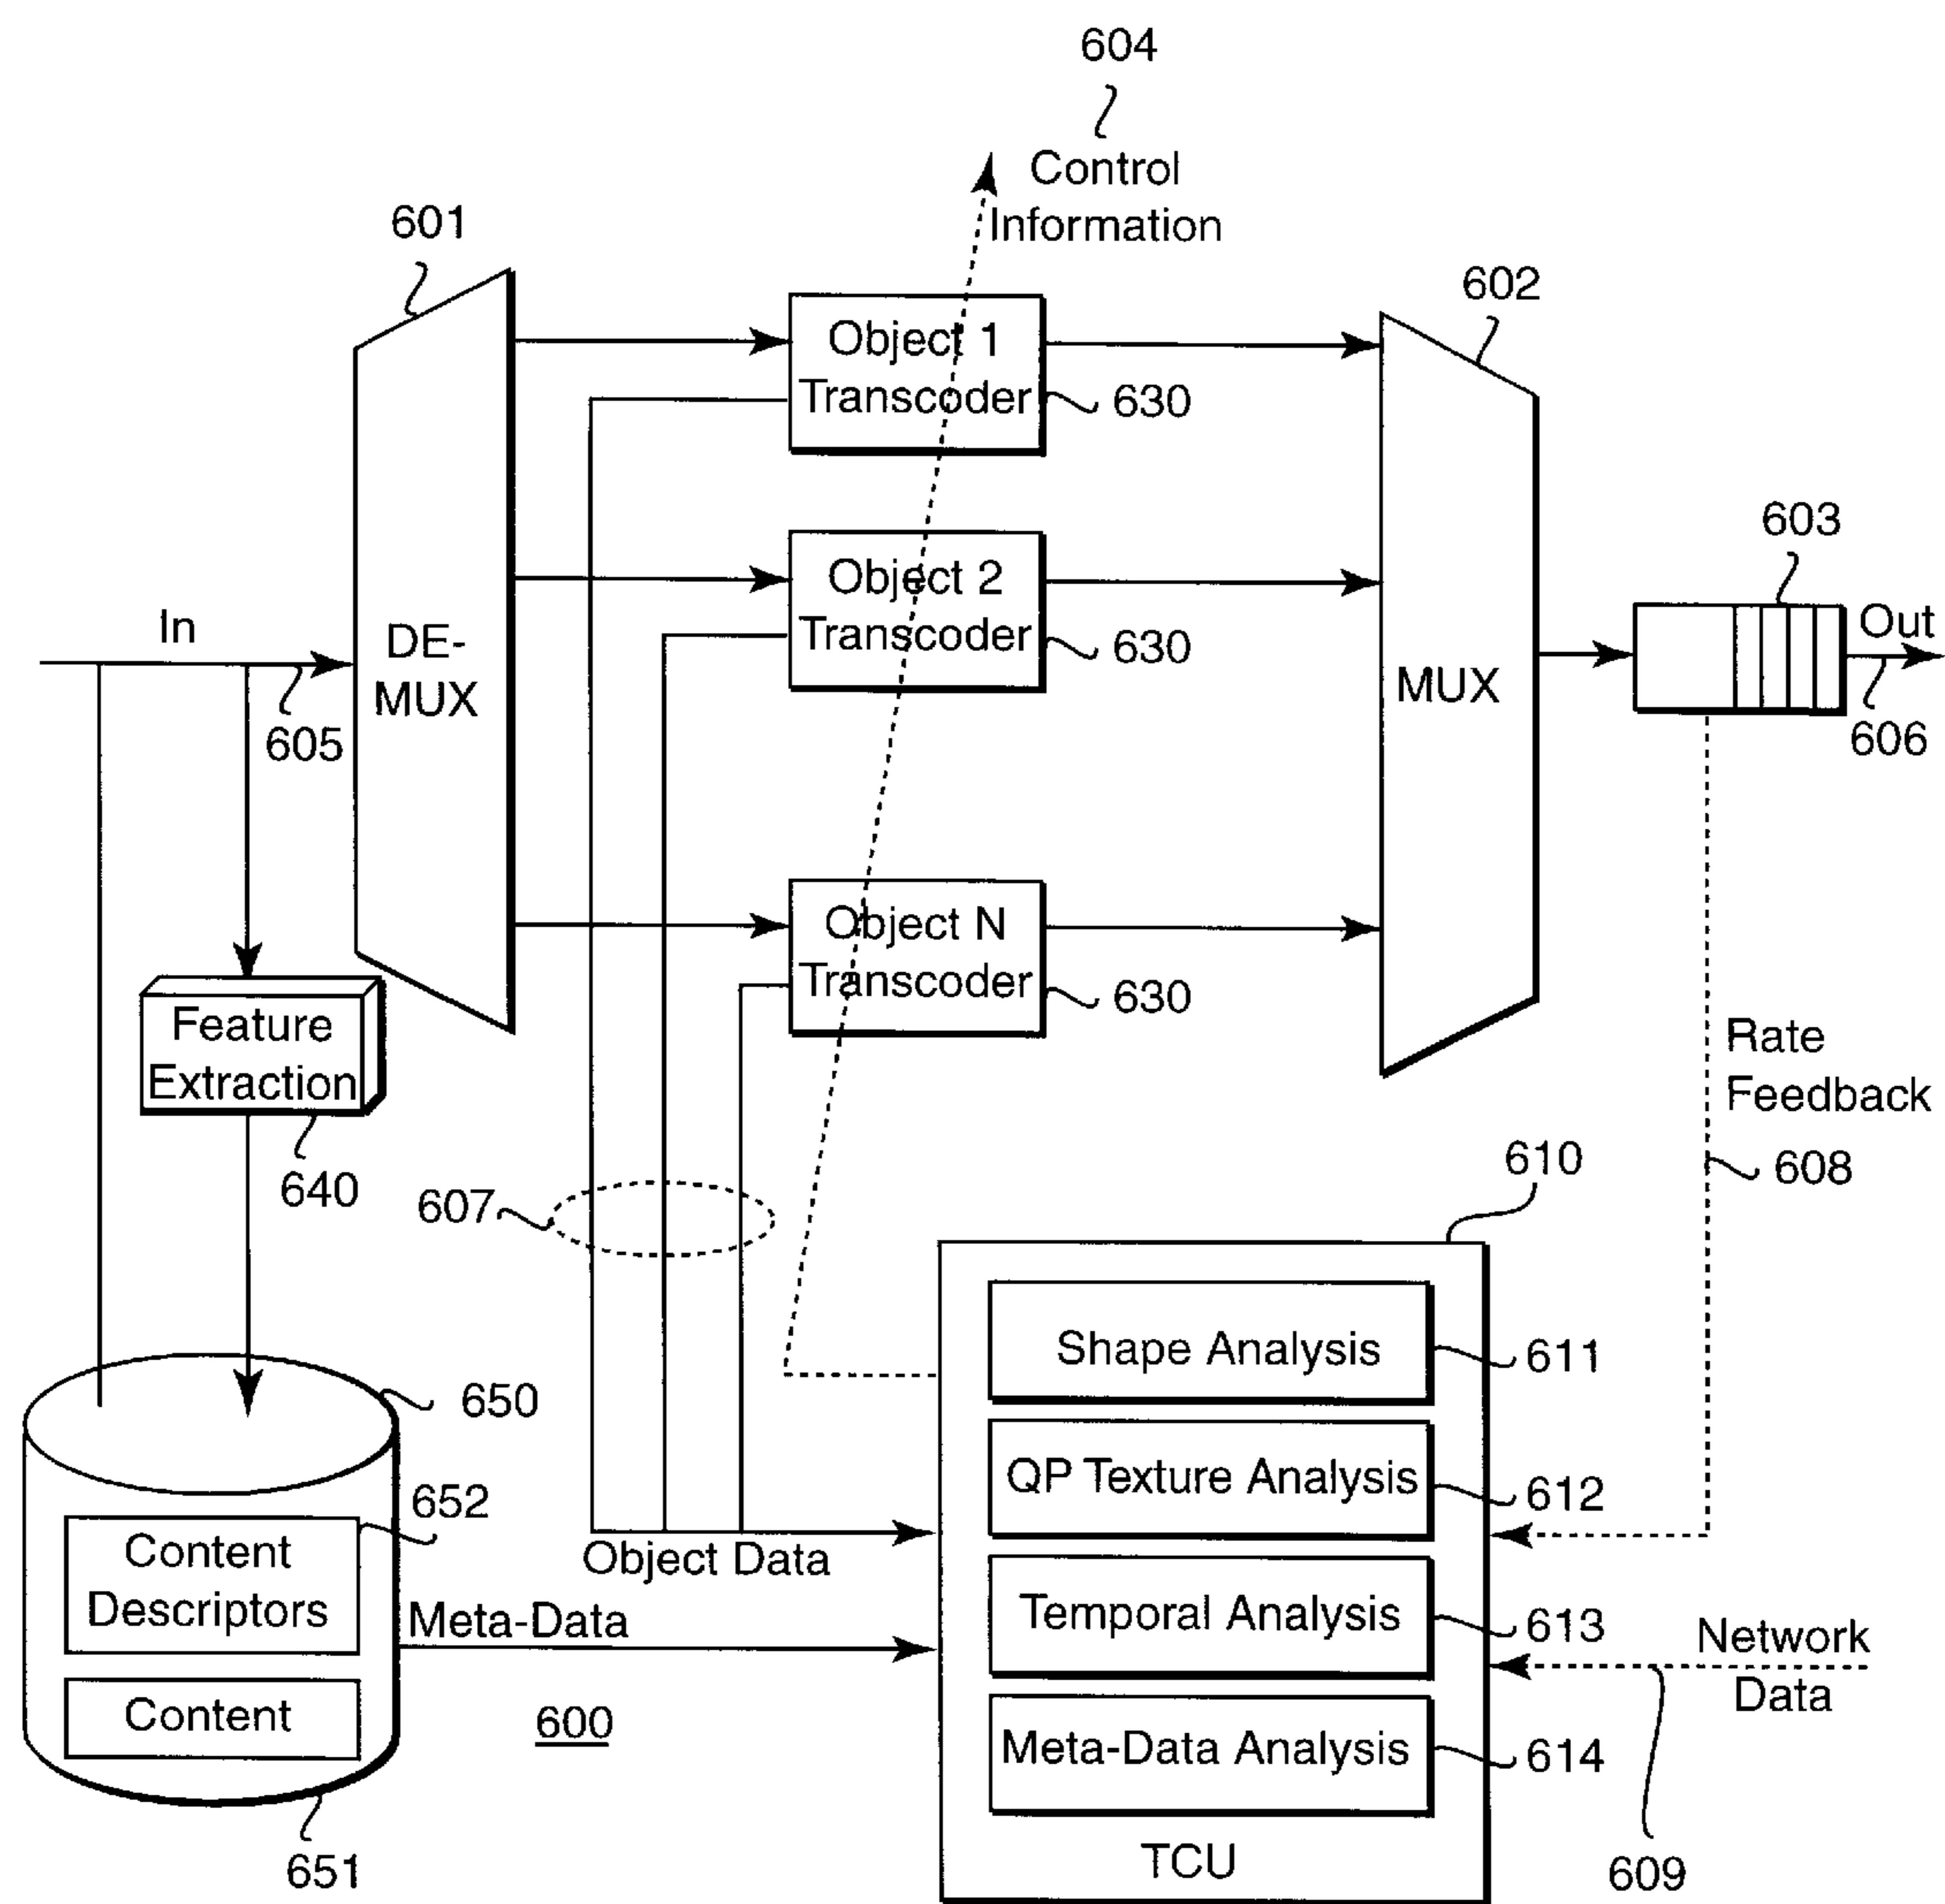 604
Control
Information
601
602
Object 1
Transcoder
630
603
Object 2
Transcoder
630
In
DE-
MUX
MUX
Out
605
606
Object N
Transcoder
630
Feature
Extraction
640
Rate
Feedback
608
607
610
Shape Analysis
611
650
QP Texture Analysis
612
652
Content
Descriptors
Object Data
Meta-Data
Temporal Analysis
613
Network
Data
Content
600
Meta-Data Analysis
614
TCU
651
609